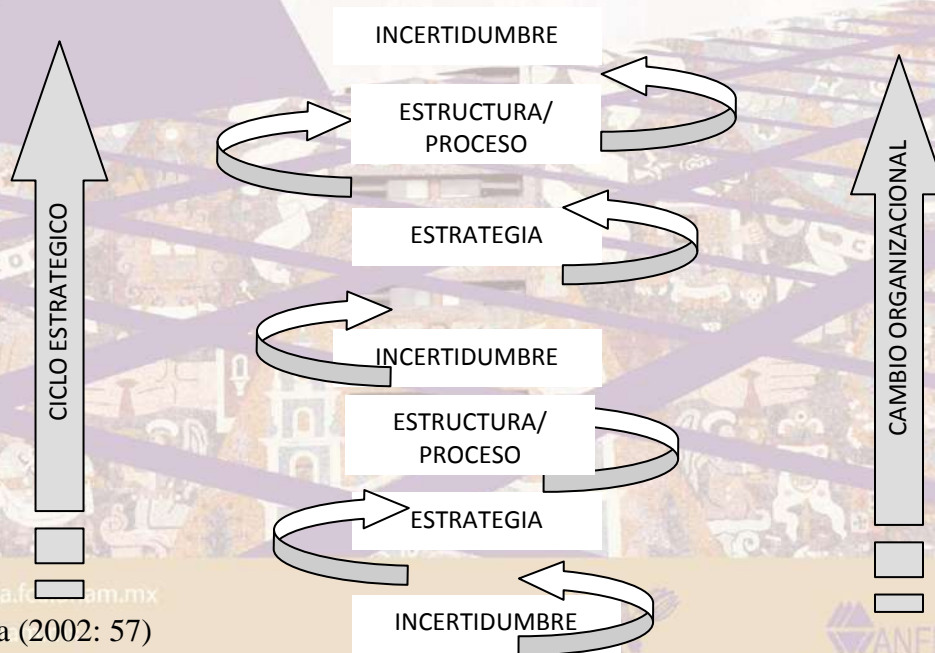 INCERTIDUMBRE
ESTRUCTURA/
PROCESO
ESTRATEGIA
INCERTIDUMBRE
ESTRUCTURA/
PROCESO
ESTRATEGIA
INCERTIDUMBRE
CICLO ESTRATEGICO
CAMBIO ORGANIZACIONAL
a (2002: 57)